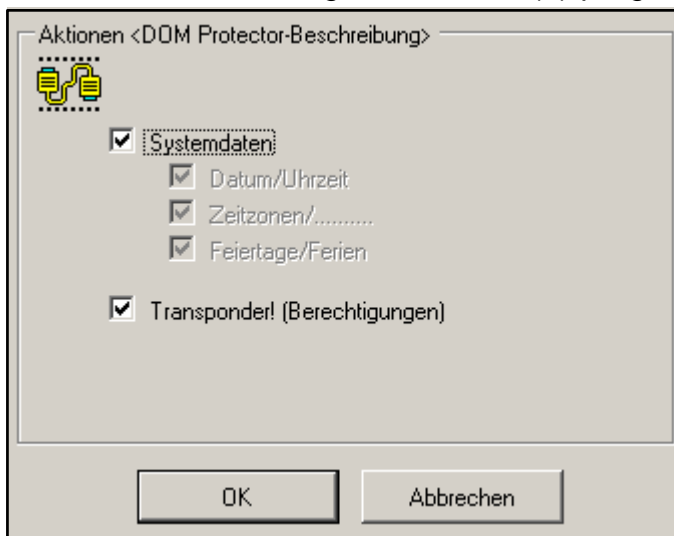 Aktionen <DOM Protector-Beschreibung>
Systemdaten
Datum/Uhrzeit
Zeitzonen/..........
Feiertage/Ferien
Transponder! (Berechtigungen)
OK Abbrechen